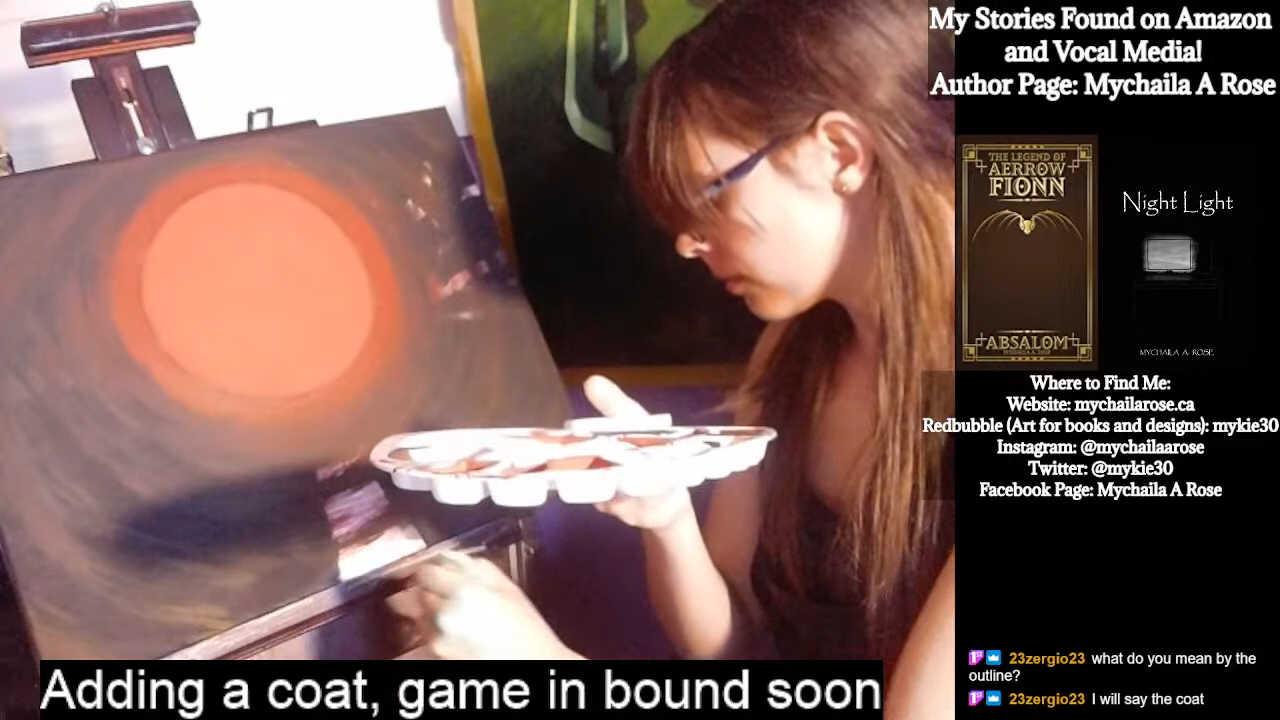 My Stories Found on Amazon
and Vocal Media!
Author Page: Mychaila A Rose
THE LEGEND OF
AERROW
FIONN
ABSALOM
MYCHAILA A. ROSE
Night Light
MYCHAILA A. ROSE
Where to Find Me:
Website: mychailarose.ca
Redbubble (Art for books and designs): mykie30
Instagram: @mychailaarose
Twitter: @mykie30
Facebook Page: Mychaila A Rose
23zergio23 what do you mean by the
outline?
23zergio23 I will say the coat
Adding a coat, game in bound soon